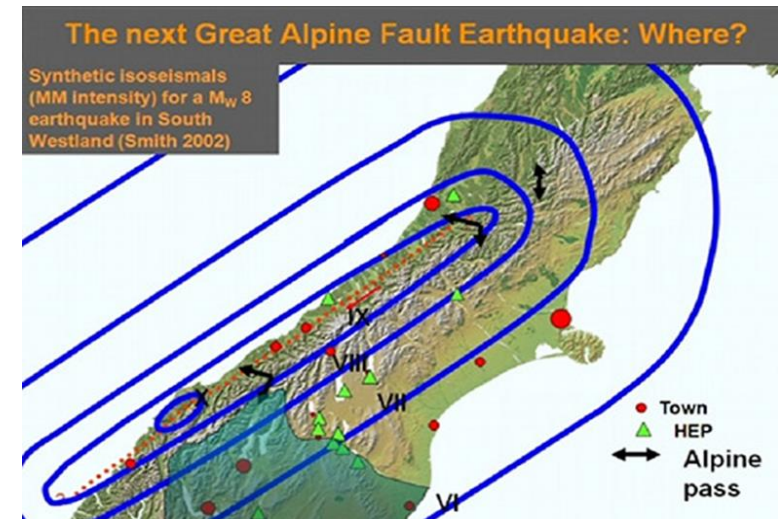 The next Great Alpine Fault Earthquake: Where?
Synthetic isoseismals
(MM intensity) for a MW 8
earthquake in South
Westland (Smith 2002)
IX
VIII
X
VII
Town
HEP
Alpine
pass
VI